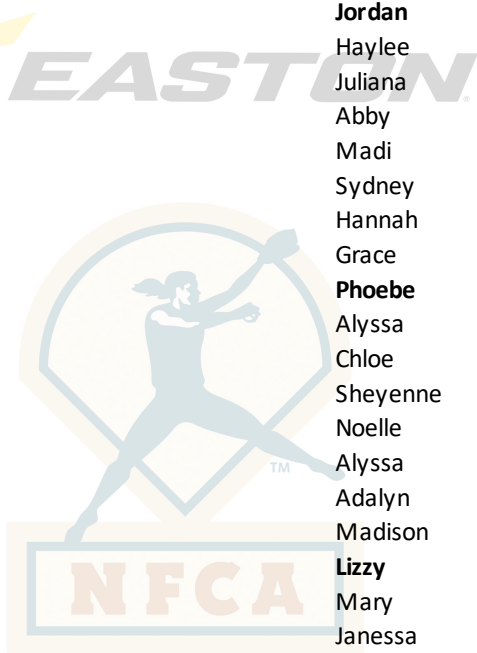 Jordan
Haylee
EASTON
Juliana
Abby
Madi
Sydney
Hannah
Grace
Phoebe
Alyssa
Chloe
Sheyenne
Noelle
Alyssa
TM
Adalyn
Madison
Lizzy
NFCA
Mary
Janessa